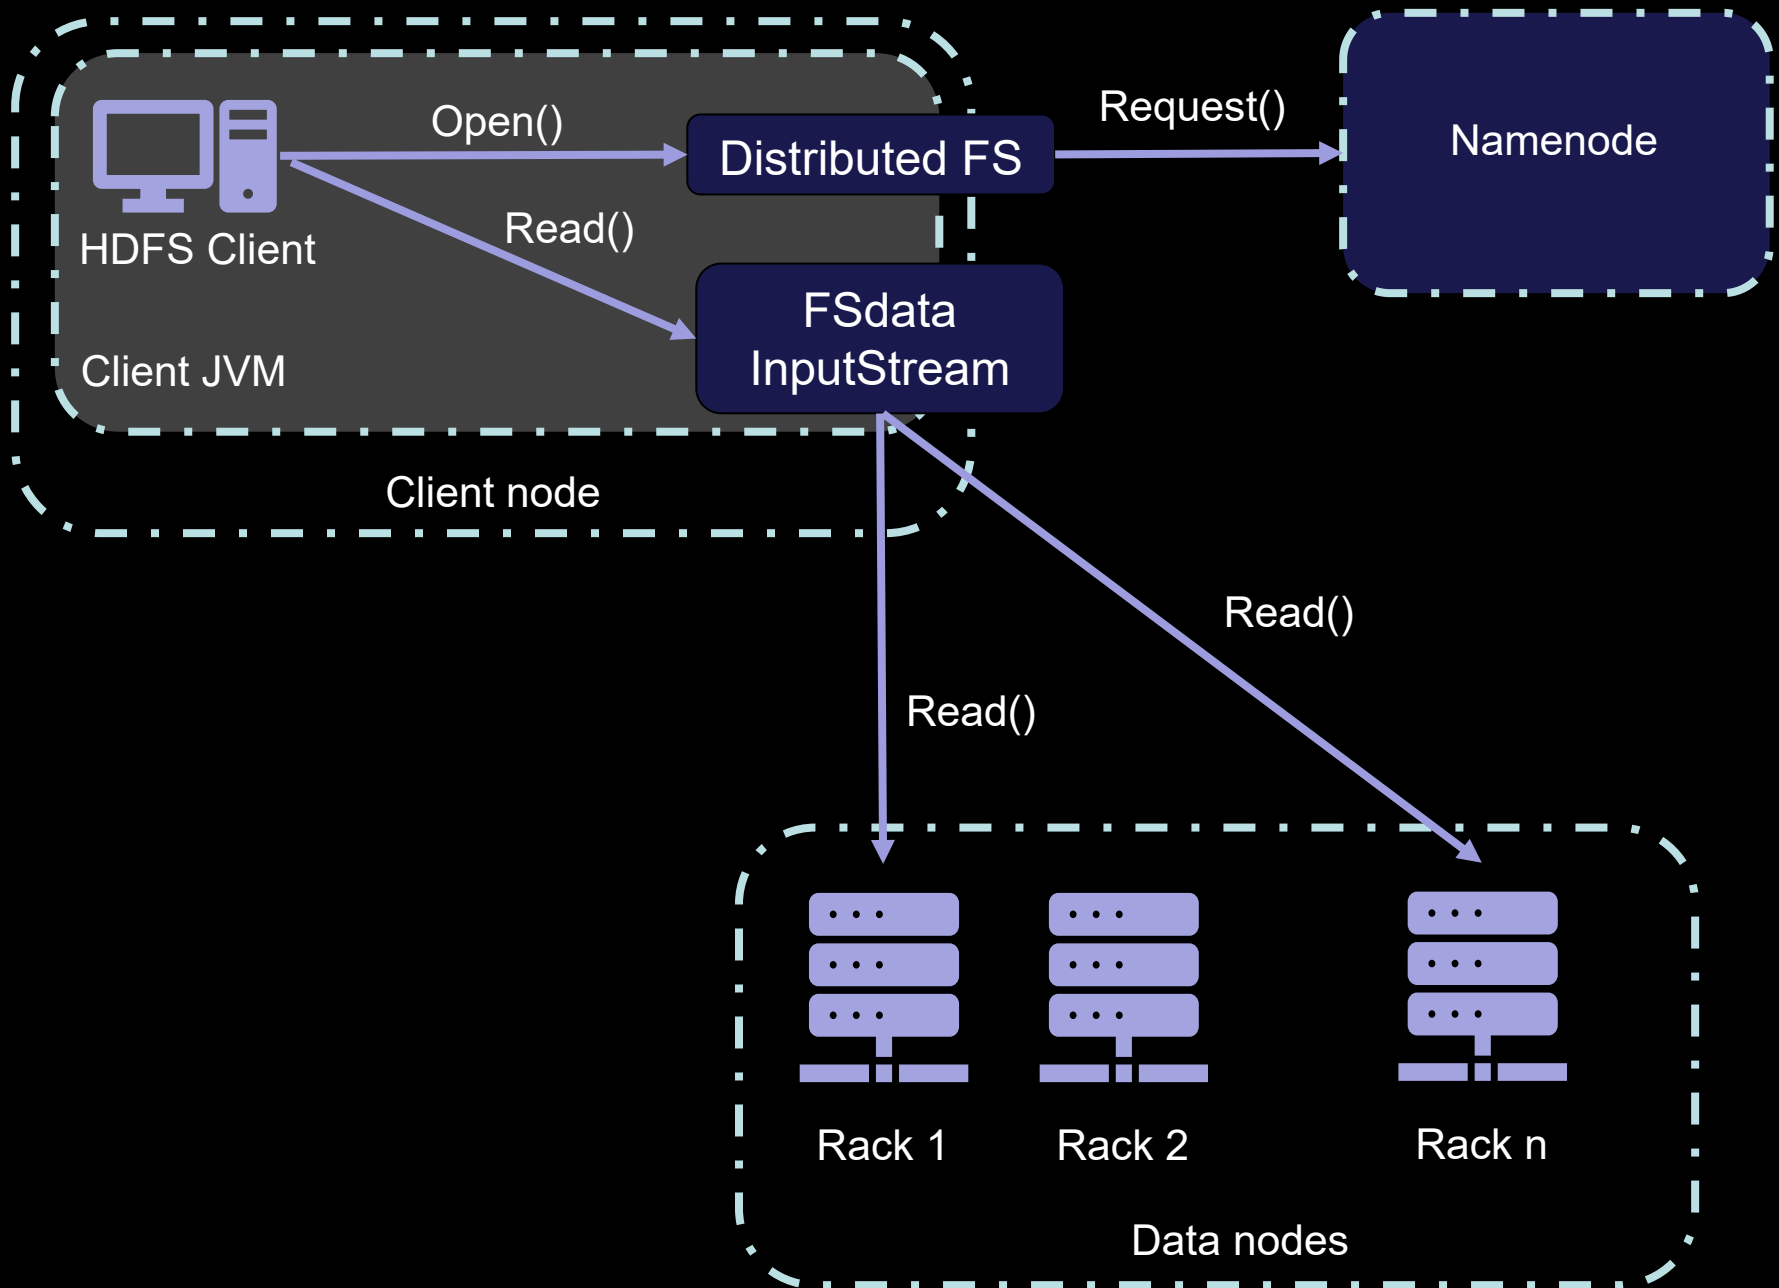 Open()
Request()
Distributed FS
Namenode
HDFS Client
Read()
FSdata
InputStream
Client JVM
Client node
Read()
Read()
Rack 1
Rack 2
Rack n
Data nodes